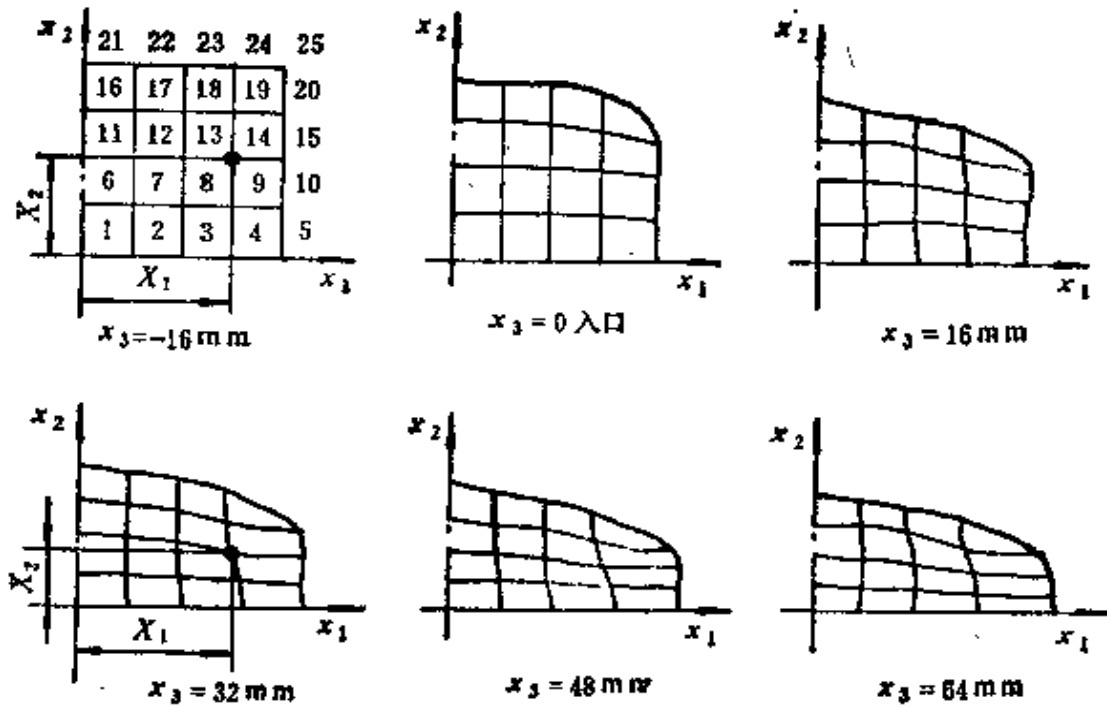 x₂ 21 22 23 24 25
16 17 18 19 20
11 12 13 14 15
6 7 8 9 10
1 2 3 4 5
X₂
X₁
x₁
x₃=-16mm
x₂
x₁
x₃=0入口
x₂
x₁
x₃=16mm
x₂
X₂
X₁
x₁
x₃=32mm
x₂
x₁
x₃=48mm
x₂
x₁
x₃=64mm